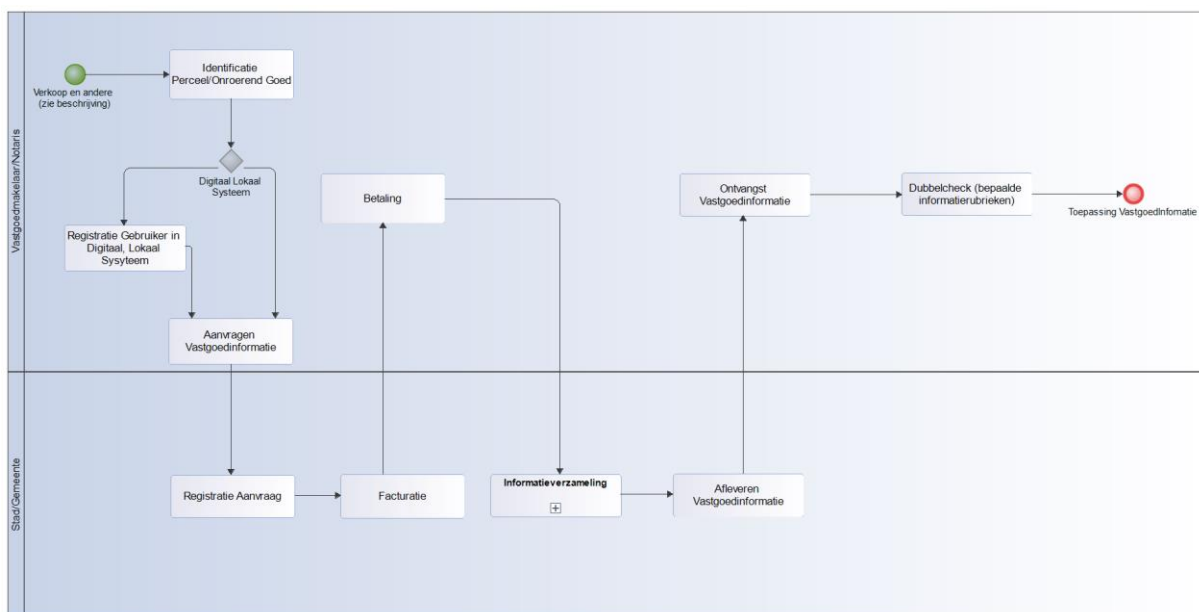 Vastgoedmakelaar/Notaris
Verkoop en andere
(zie beschrijving)
Identificatie
Perceel/Onroerend Goed
Digitaal Lokaal
Systeem
Registratie Gebruiker in
Digitaal, Lokaal
Sysyteem
Aanvragen
Vastgoedinformatie
Betaling
Ontvangst
Vastgoedinformatie
Dubbelcheck (bepaalde
informatierubrieken)
Toepassing VastgoedInfomatie
Stad/Gemeente
Registratie Aanvraag
Facturatie
Informatieverzameling
Afleveren
Vastgoedinformatie